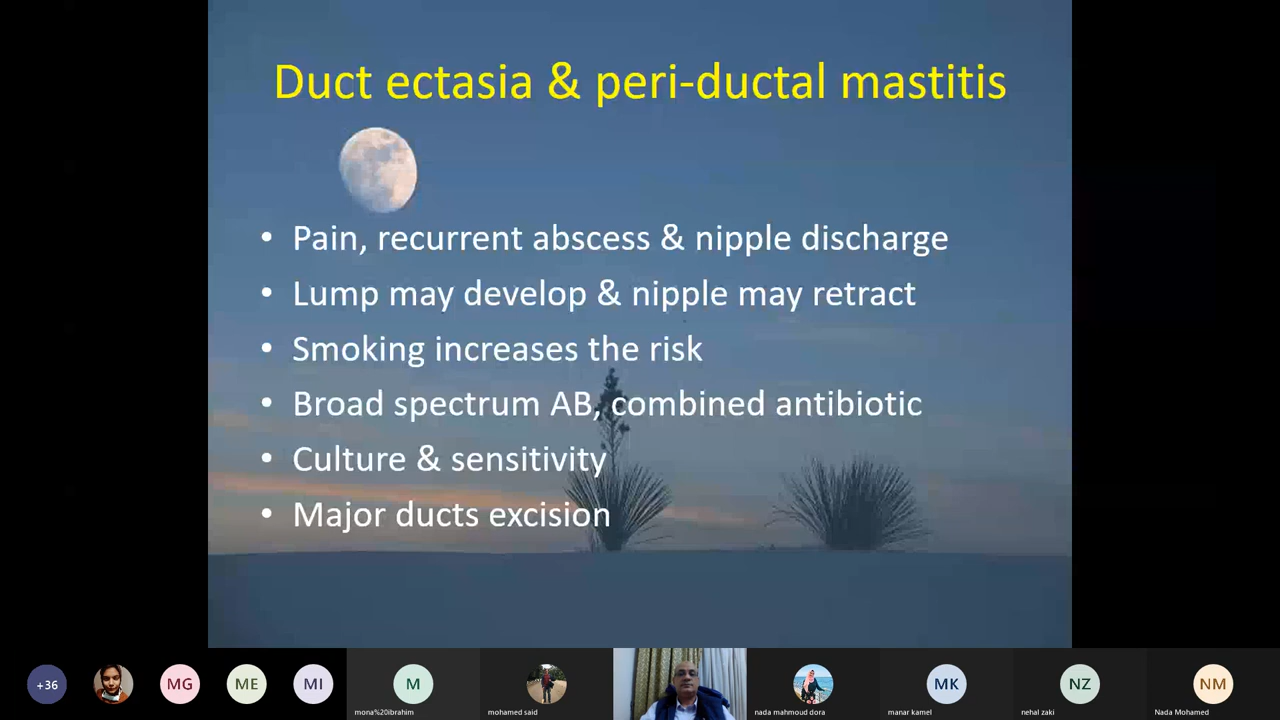 Duct ectasia & peri-ductal mastitis
• Pain, recurrent abscess & nipple discharge
• Lump may develop & nipple may retract
• Smoking increases the risk
• Broad spectrum AB, combined antibiotic
• Culture & sensitivity
• Major ducts excision
+36
MG
ME
MI
M
mona%20ibrahim
mohamed said
nada mahmoud dora
MK
manar kamel
NZ
nehal zaki
NM
Nada Mohamed